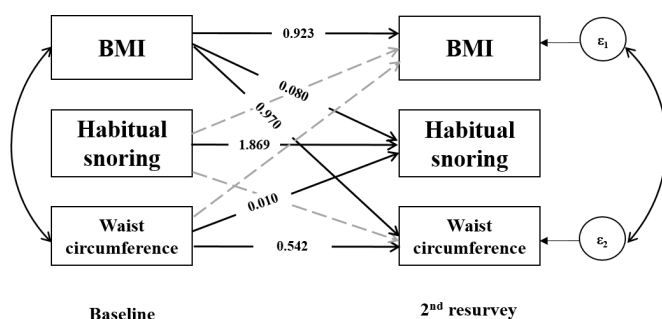 BMI
0.923
BMI
ε1
0.080
0.970
Habitual
snoring
1.869
Habitual
snoring
0.010
Waist
circumference
0.542
Waist
circumference
ε2
Baseline
2nd resurvey